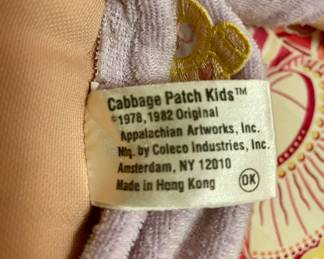 Cabbage Patch Kids™
©1978, 1982 Original
Appalachian Artworks, Inc.
Mfg. by Coleco Industries, Inc.
Amsterdam, NY 12010
Made in Hong Kong
OK